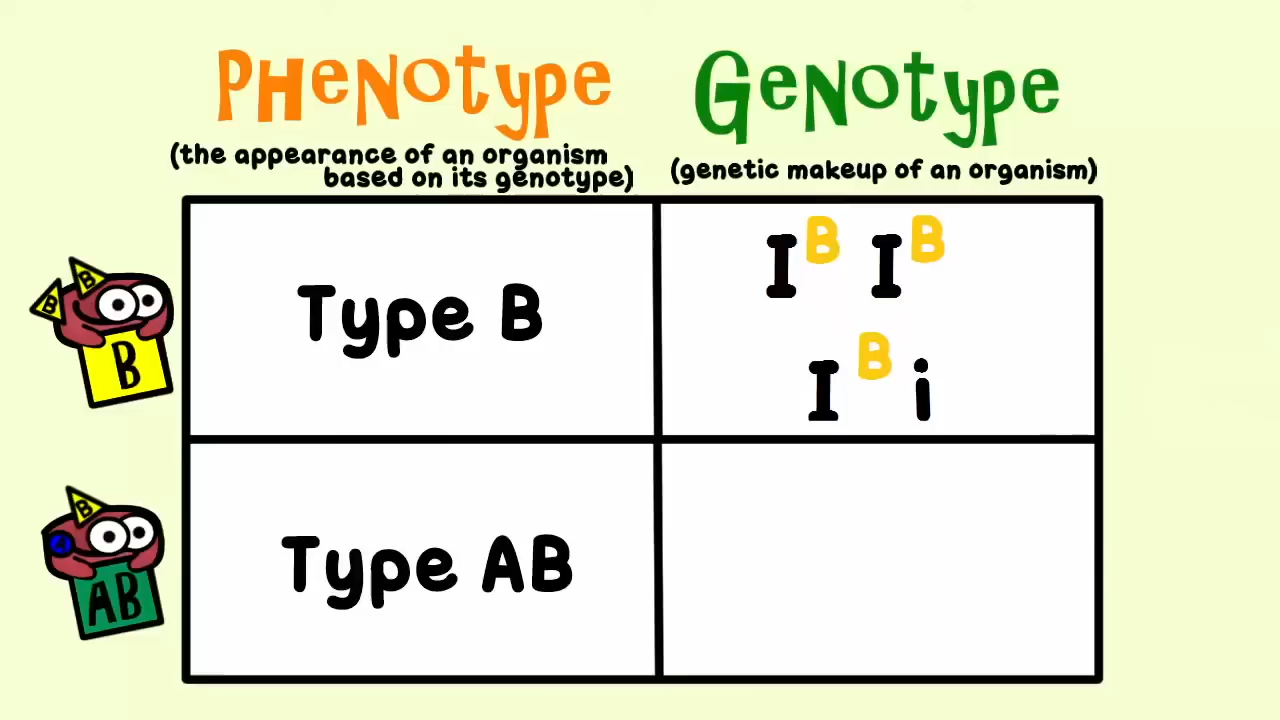 Phenotype
Genotype
(the appearance of an organism
based on its genotype)
(genetic makeup of an organism)
B B
B
Type B
I^B I^B
I^B i
B
A
AB
Type AB